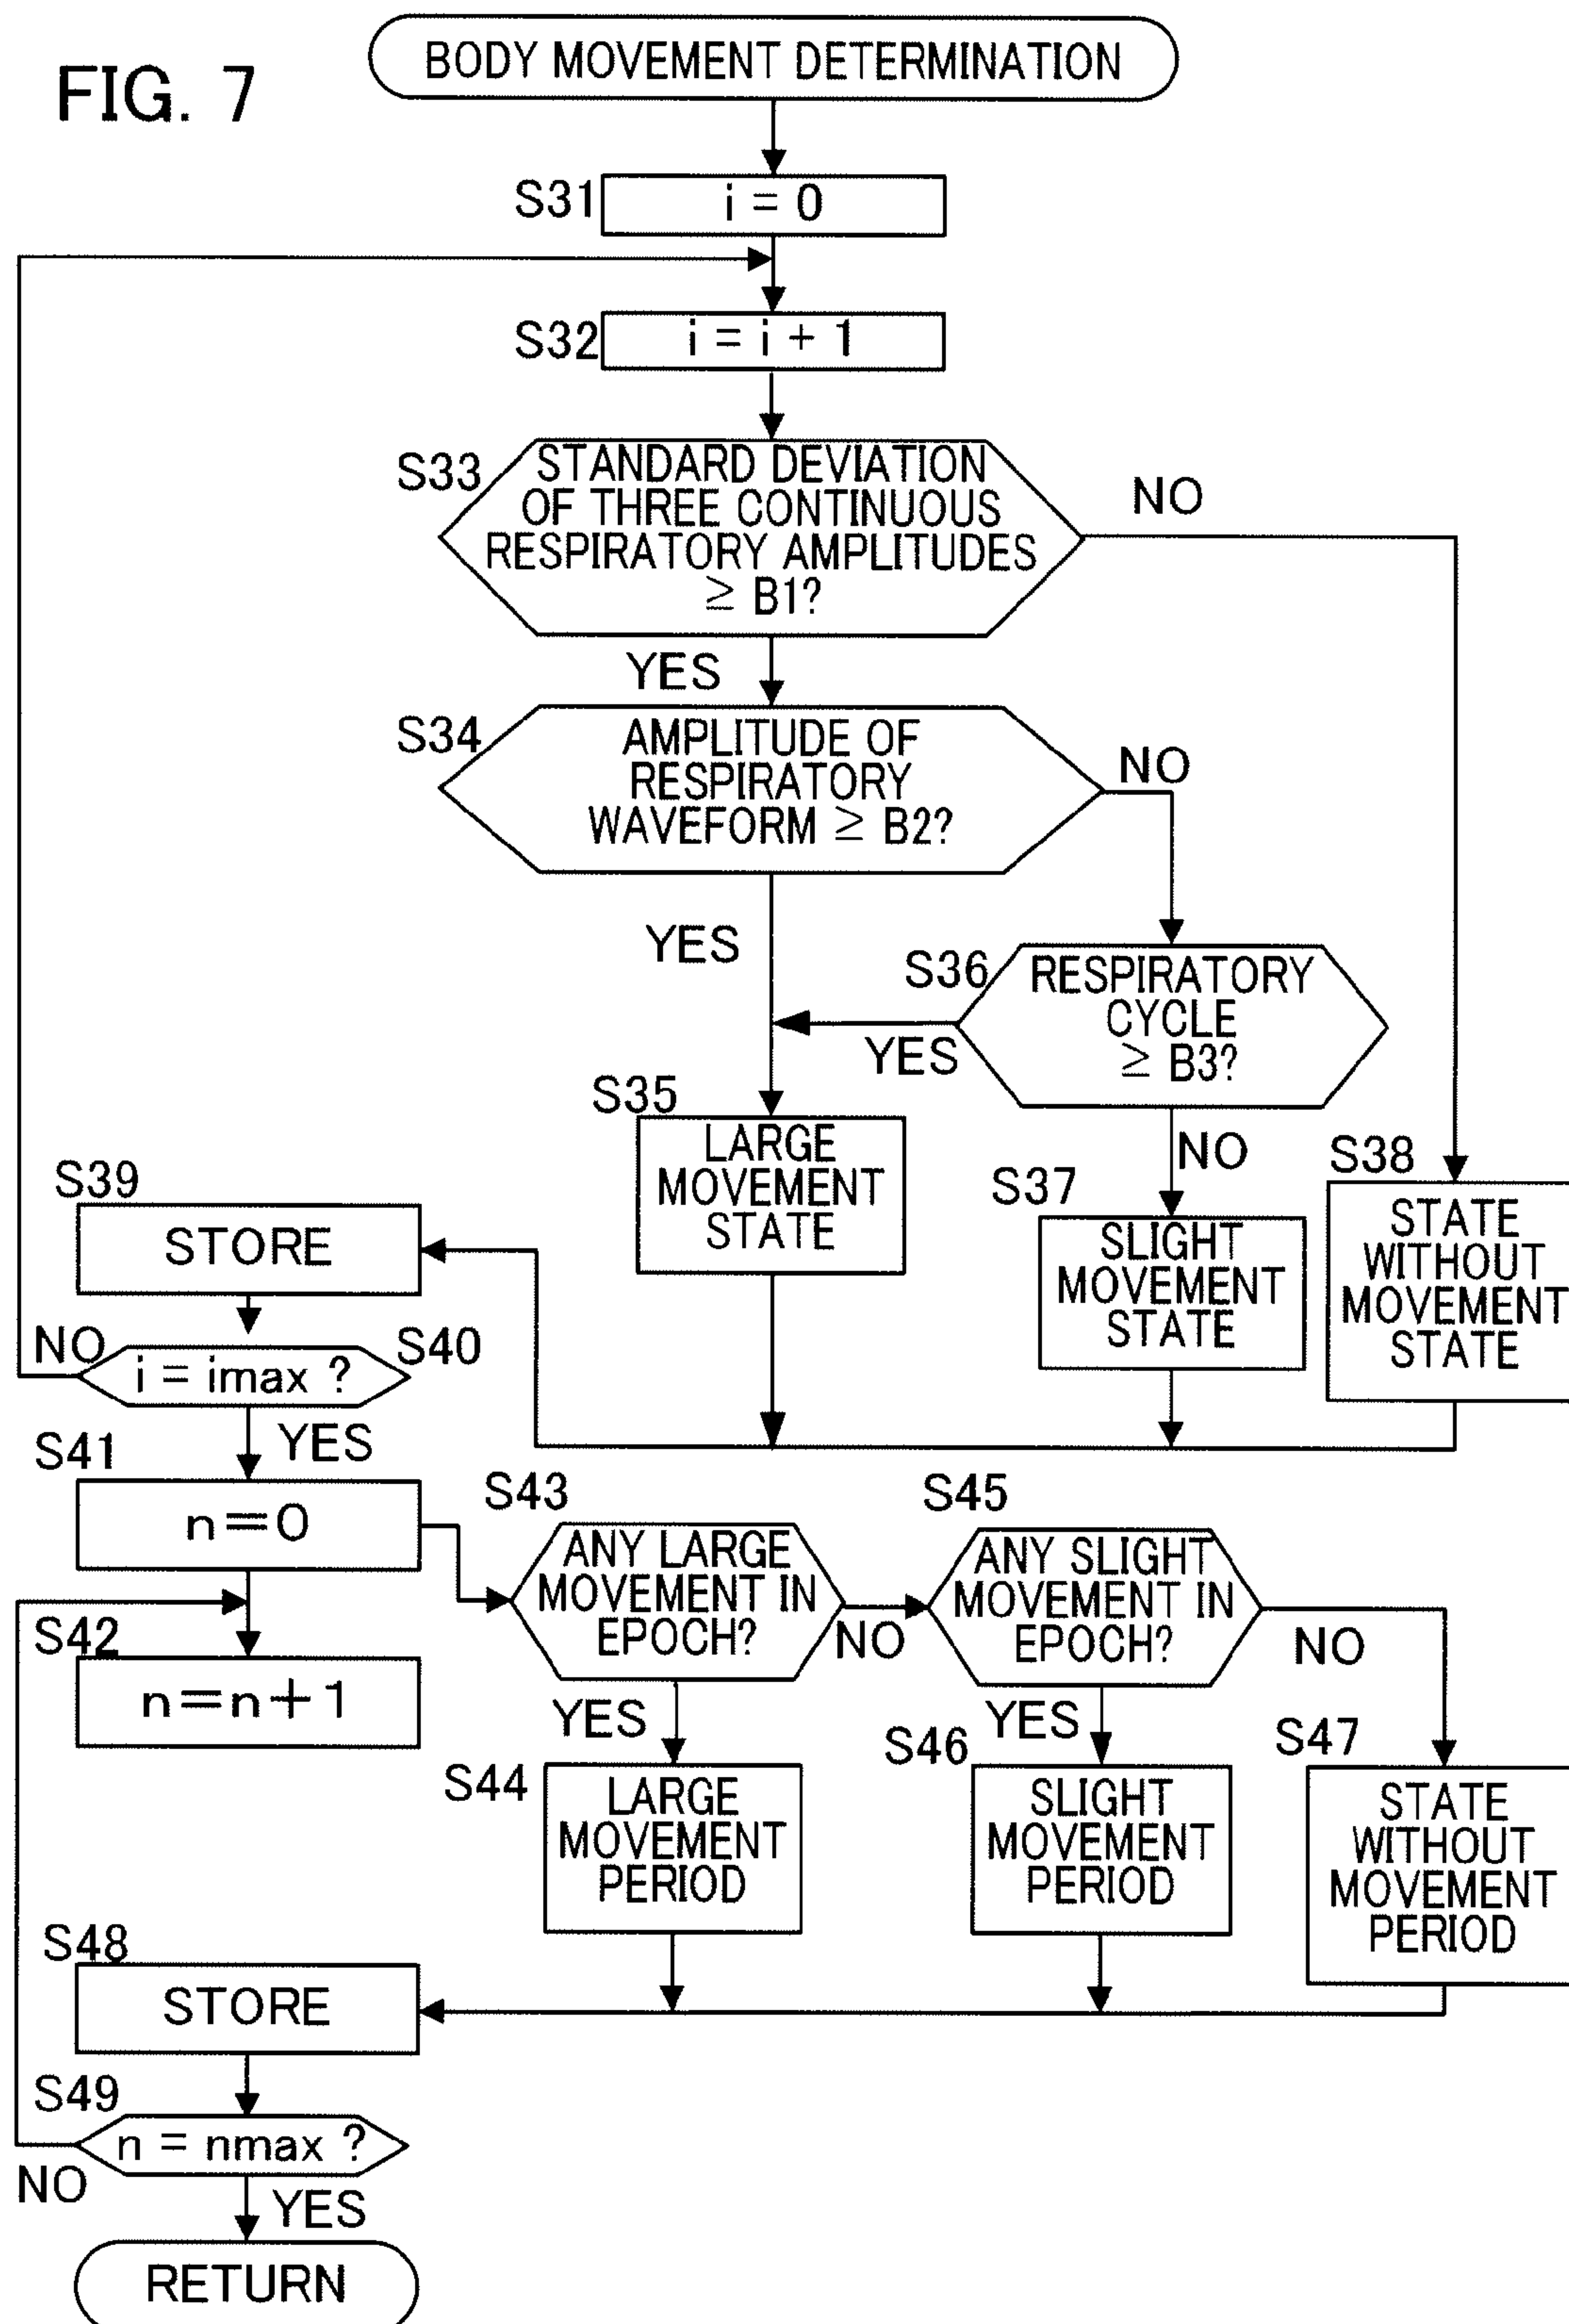 FIG. 7
BODY MOVEMENT DETERMINATION
S31
i = 0
S32
i = i + 1
S33
STANDARD DEVIATION
OF THREE CONTINUOUS
RESPIRATORY AMPLITUDES
≥ B1?
NO
YES
S34
AMPLITUDE OF
RESPIRATORY
WAVEFORM ≥ B2?
NO
YES
S36
RESPIRATORY
CYCLE
≥ B3?
YES
NO
S35
LARGE
MOVEMENT
STATE
S37
SLIGHT
MOVEMENT
STATE
S38
STATE
WITHOUT
MOVEMENT
STATE
S39
STORE
NO
S40
i = imax ?
YES
S41
n=0
S42
n=n+1
S43
ANY LARGE
MOVEMENT IN
EPOCH?
NO
YES
S45
ANY SLIGHT
MOVEMENT IN
EPOCH?
NO
YES
S44
LARGE
MOVEMENT
PERIOD
S46
SLIGHT
MOVEMENT
PERIOD
S47
STATE
WITHOUT
MOVEMENT
PERIOD
S48
STORE
S49
n = nmax ?
NO
YES
RETURN